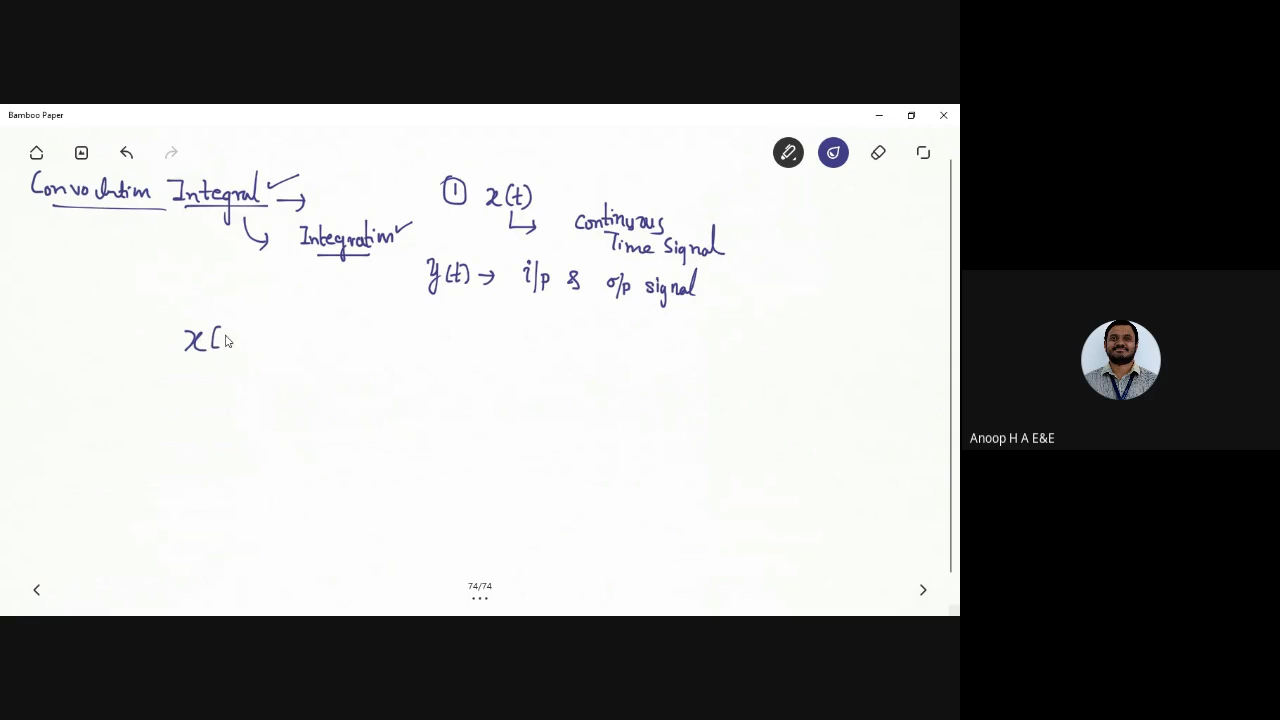 Bamboo Paper
Convolution Integral ✓ →
Integration ✓
① x(t)
Continuous
Time Signal
y(t) → i/p & o/p signal
x[
74/74
Anoop H A E&E